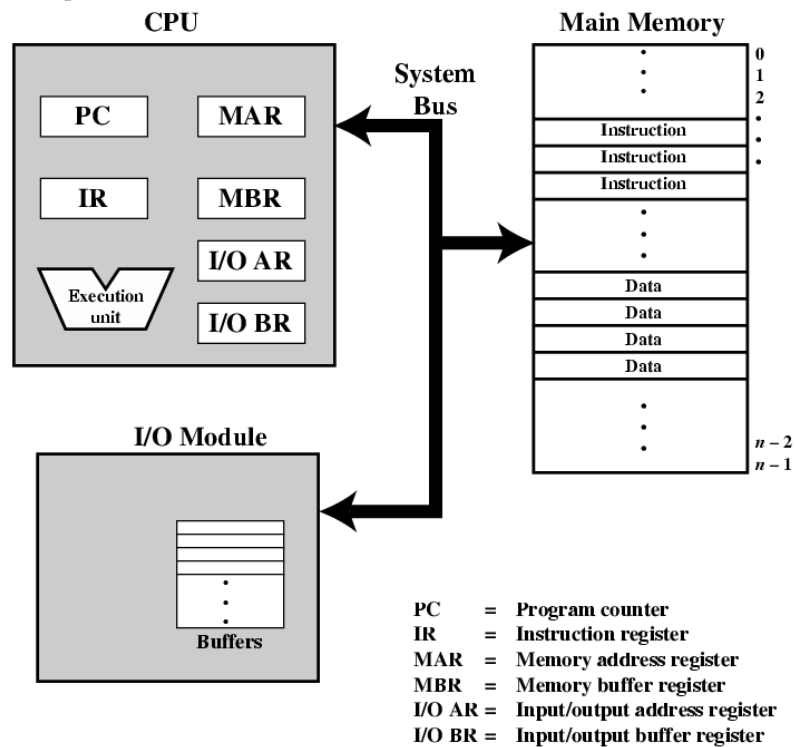 CPU
Main Memory
System
Bus
PC
MAR
IR
MBR
I/O AR
I/O BR
Execution
unit
0
1
2
Instruction
Instruction
Instruction
Data
Data
Data
Data
n – 2
n – 1
I/O Module
Buffers
PC = Program counter
IR = Instruction register
MAR = Memory address register
MBR = Memory buffer register
I/O AR = Input/output address register
I/O BR = Input/output buffer register